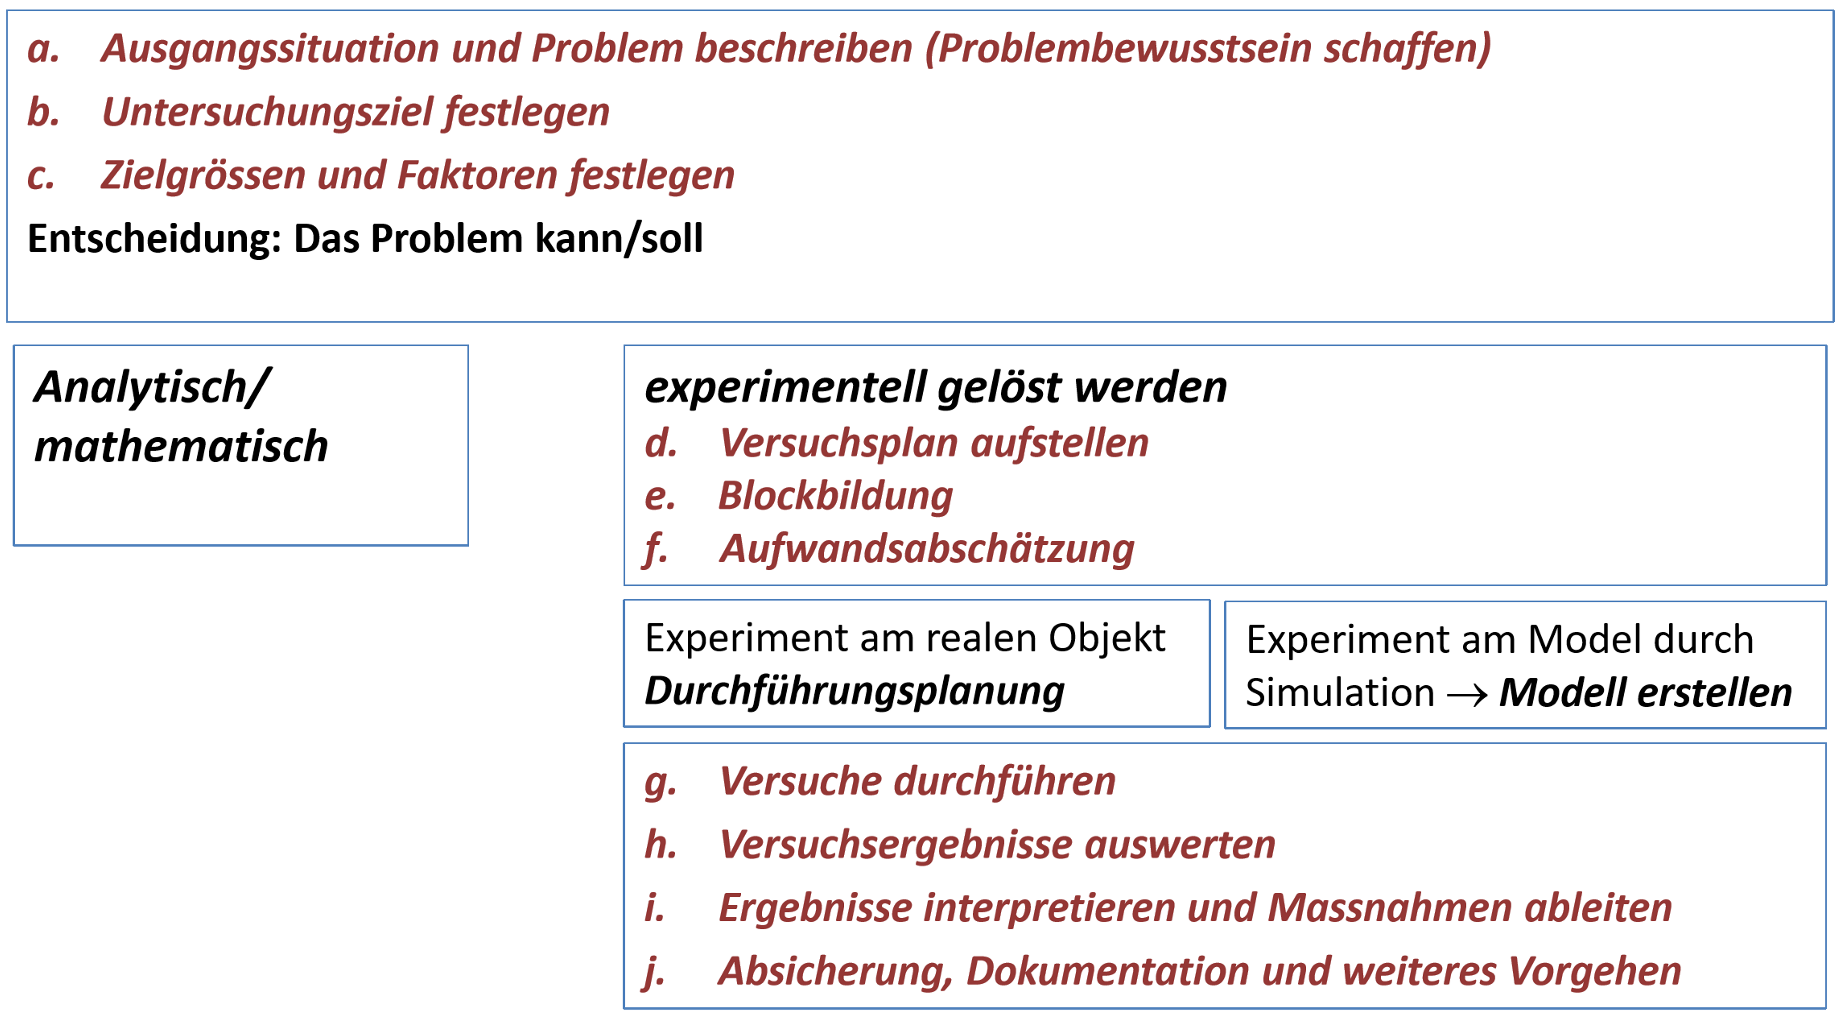 a. Ausgangssituation und Problem beschreiben (Problembewusstsein schaffen)
b. Untersuchungsziel festlegen
c. Zielgrössen und Faktoren festlegen
Entscheidung: Das Problem kann/soll
Analytisch/
mathematisch
experimentell gelöst werden
d. Versuchsplan aufstellen
e. Blockbildung
f. Aufwandsabschätzung
Experiment am realen Objekt
Durchführungsplanung
Experiment am Model durch
Simulation → Modell erstellen
g. Versuche durchführen
h. Versuchsergebnisse auswerten
i. Ergebnisse interpretieren und Massnahmen ableiten
j. Absicherung, Dokumentation und weiteres Vorgehen